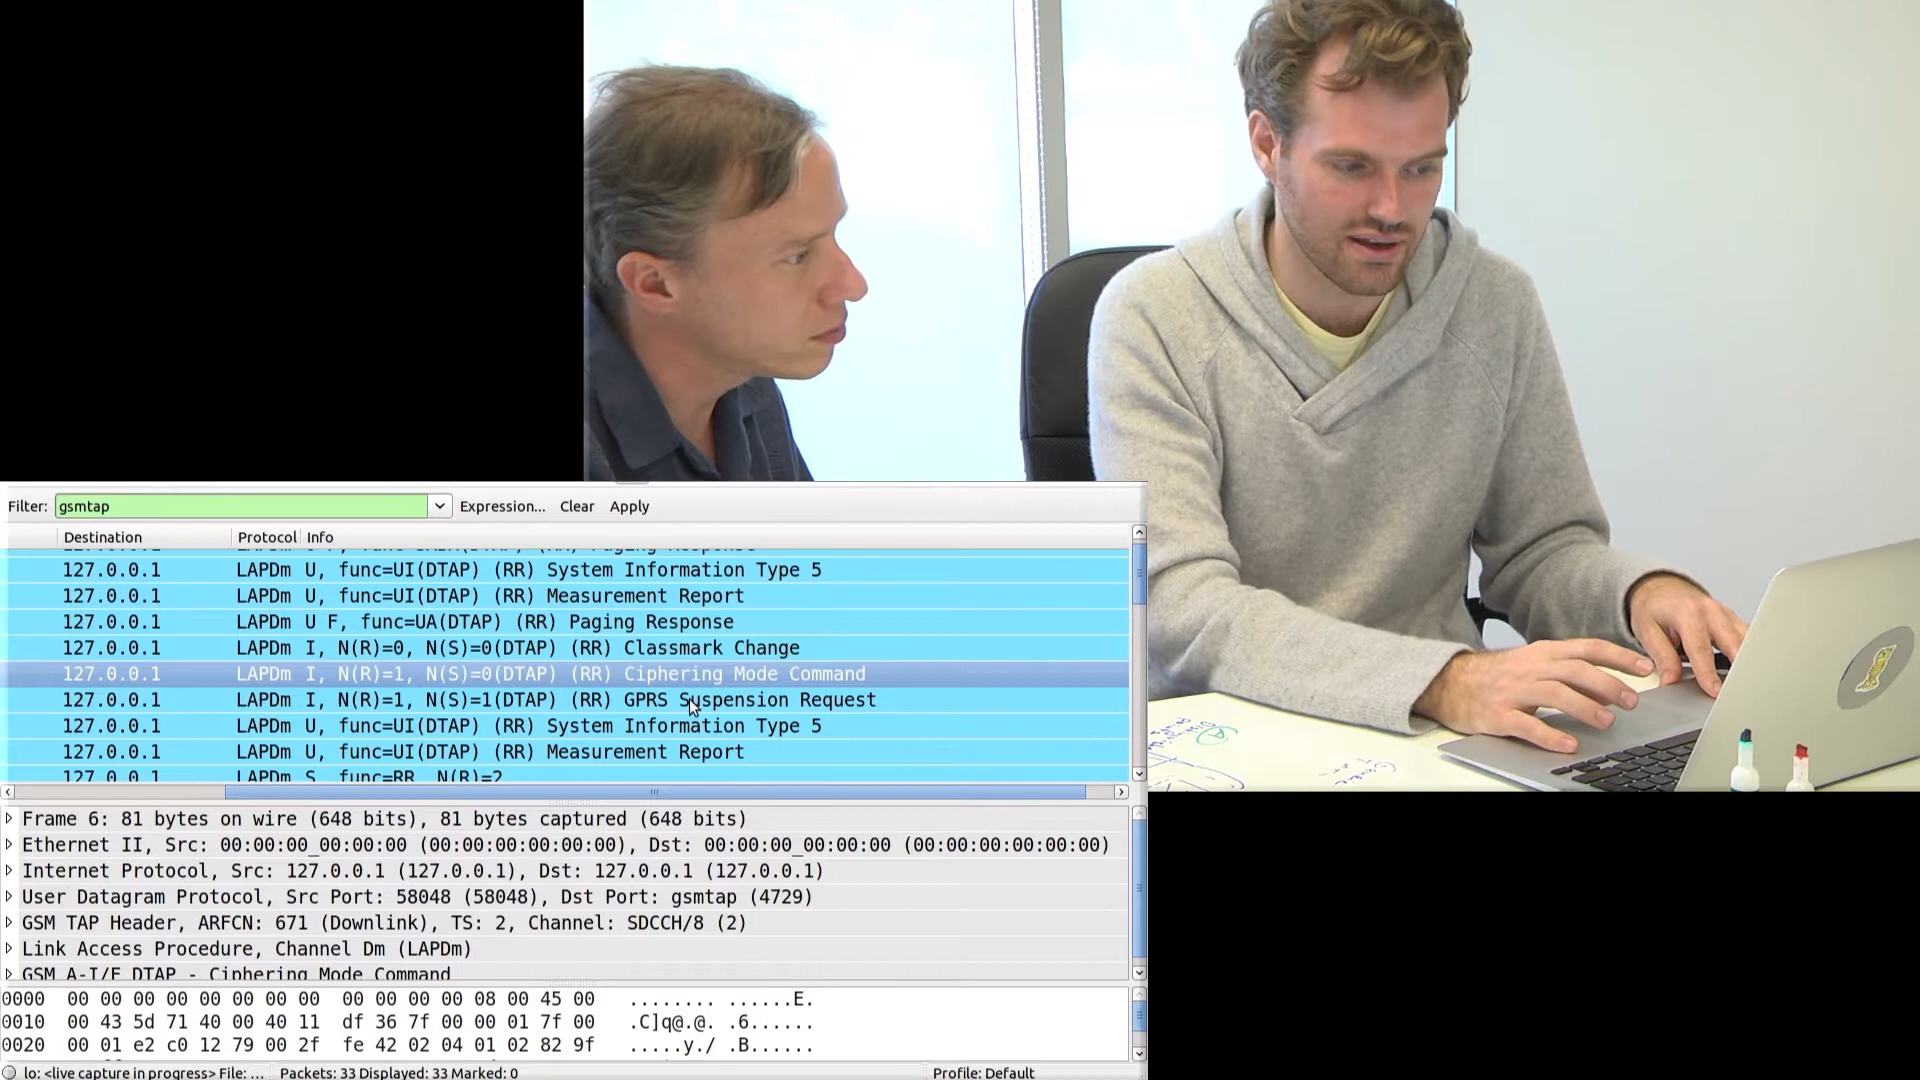 Filter: gsmtap Expression... Clear Apply
Destination Protocol Info
127.0.0.1 LAPDm U, func=UI(DTAP) (RR) System Information Type 5
127.0.0.1 LAPDm U, func=UI(DTAP) (RR) Measurement Report
127.0.0.1 LAPDm U F, func=UA(DTAP) (RR) Paging Response
127.0.0.1 LAPDm I, N(R)=0, N(S)=0(DTAP) (RR) Classmark Change
127.0.0.1 LAPDm I, N(R)=1, N(S)=0(DTAP) (RR) Ciphering Mode Command
127.0.0.1 LAPDm I, N(R)=1, N(S)=1(DTAP) (RR) GPRS Suspension Request
127.0.0.1 LAPDm U, func=UI(DTAP) (RR) System Information Type 5
127.0.0.1 LAPDm U, func=UI(DTAP) (RR) Measurement Report
127.0.0.1 LAPDm S, func=RR, N(R)=2
Frame 6: 81 bytes on wire (648 bits), 81 bytes captured (648 bits)
Ethernet II, Src: 00:00:00_00:00:00 (00:00:00:00:00:00), Dst: 00:00:00_00:00:00 (00:00:00:00:00:00)
Internet Protocol, Src: 127.0.0.1 (127.0.0.1), Dst: 127.0.0.1 (127.0.0.1)
User Datagram Protocol, Src Port: 58048 (58048), Dst Port: gsmtap (4729)
GSM TAP Header, ARFCN: 671 (Downlink), TS: 2, Channel: SDCCH/8 (2)
Link Access Procedure, Channel Dm (LAPDm)
GSM A-I/F DTAP - Ciphering Mode Command
0000 00 00 00 00 00 00 00 00 00 00 00 00 08 00 45 00 ........ ......E.
0010 00 43 5d 71 40 00 40 11 df 36 7f 00 00 01 7f 00 .C]q@.@. .6......
0020 00 01 e2 c0 12 79 00 2f fe 42 02 04 01 02 82 9f .....y./ .B......
lo: <live capture in progress> File: ... Packets: 33 Displayed: 33 Marked: 0 Profile: Default